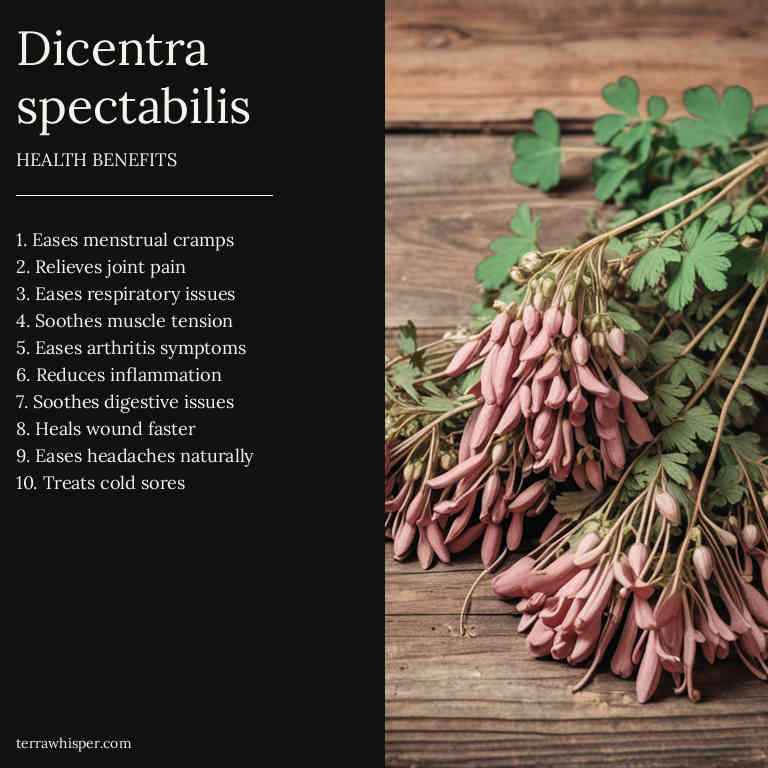 Dicentra
spectabilis
HEALTH BENEFITS
1. Eases menstrual cramps
2. Relieves joint pain
3. Eases respiratory issues
4. Soothes muscle tension
5. Eases arthritis symptoms
6. Reduces inflammation
7. Soothes digestive issues
8. Heals wound faster
9. Eases headaches naturally
10. Treats cold sores
terrawhisper.com